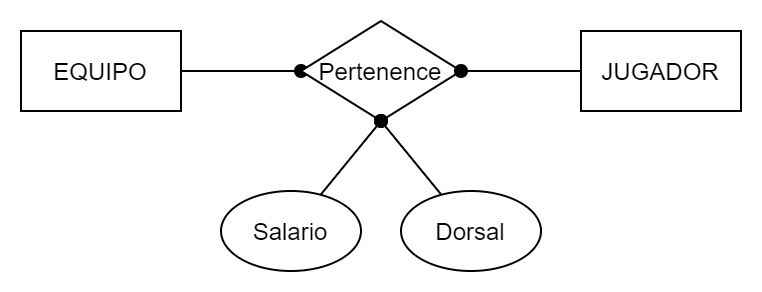 EQUIPO
Pertenence
JUGADOR
Salario
Dorsal